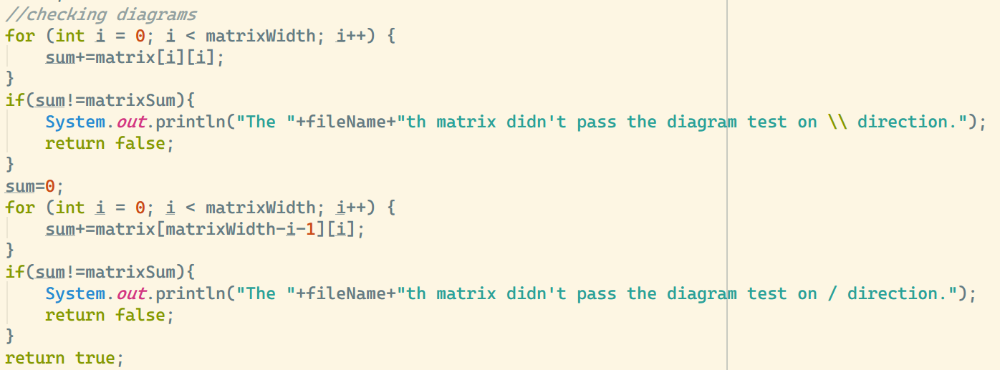 //checking diagrams
for (int i = 0; i < matrixWidth; i++) {
    sum+=matrix[i][i];
}
if(sum!=matrixSum){
    System.out.println("The "+fileName+"th matrix didn't pass the diagram test on \\ direction.");
    return false;
}
sum=0;
for (int i = 0; i < matrixWidth; i++) {
    sum+=matrix[matrixWidth-i-1][i];
}
if(sum!=matrixSum){
    System.out.println("The "+fileName+"th matrix didn't pass the diagram test on / direction.");
    return false;
}
return true;